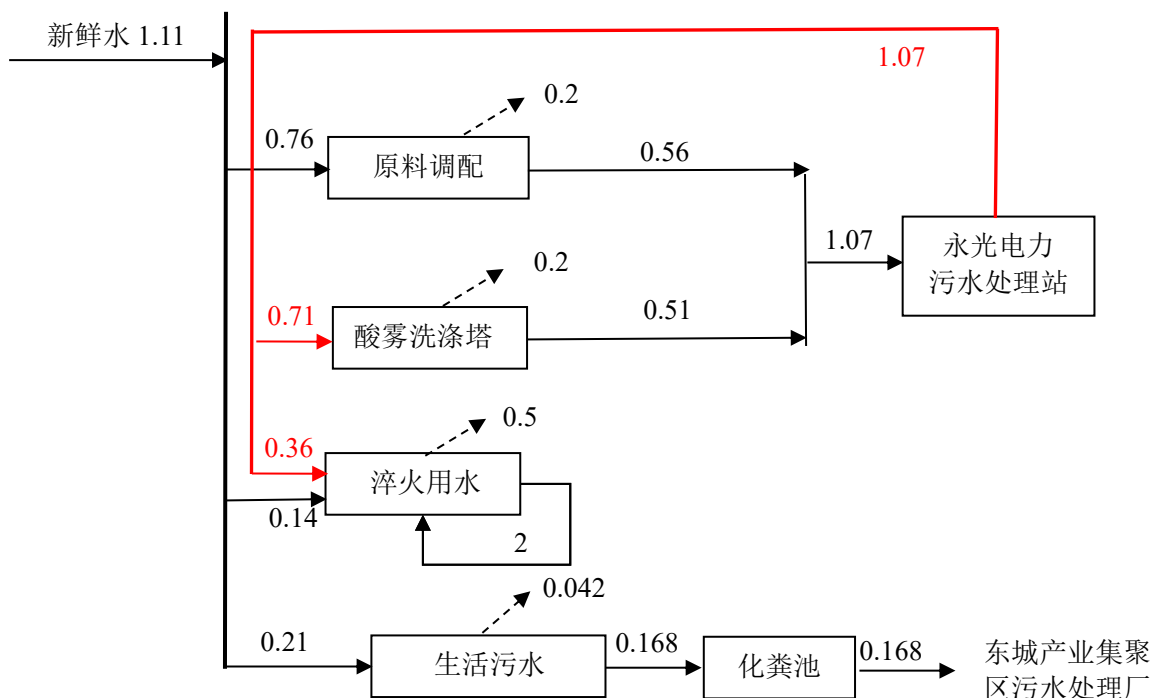 新鲜水 1.11
1.07
0.2
0.76
原料调配
0.56
1.07
永光电力
污水处理站
0.2
0.71
酸雾洗涤塔
0.51
0.5
0.36
淬火用水
0.14
2
0.042
0.21
生活污水
0.168
化粪池
0.168
东城产业集聚
区污水处理厂